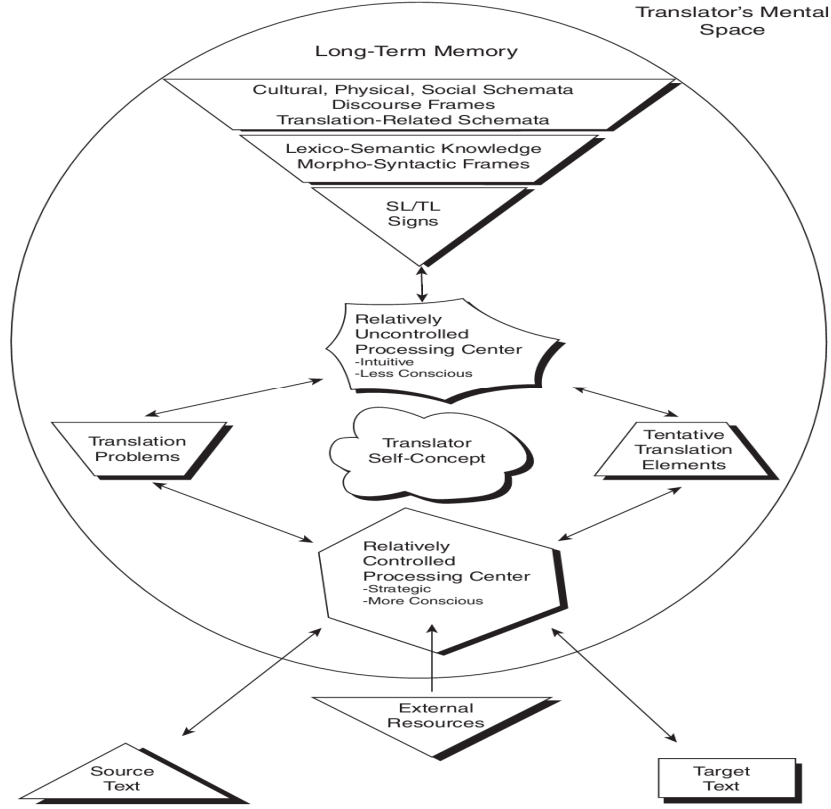 Translator's Mental
Space
Long-Term Memory
Cultural, Physical, Social Schemata
Discourse Frames
Translation-Related Schemata
Lexico-Semantic Knowledge
Morpho-Syntactic Frames
SL/TL
Signs
Relatively
Uncontrolled
Processing Center
-Intuitive
-Less Conscious
Translation
Problems
Translator
Self-Concept
Tentative
Translation
Elements
Relatively
Controlled
Processing Center
-Strategic
-More Conscious
External
Resources
Source
Text
Target
Text